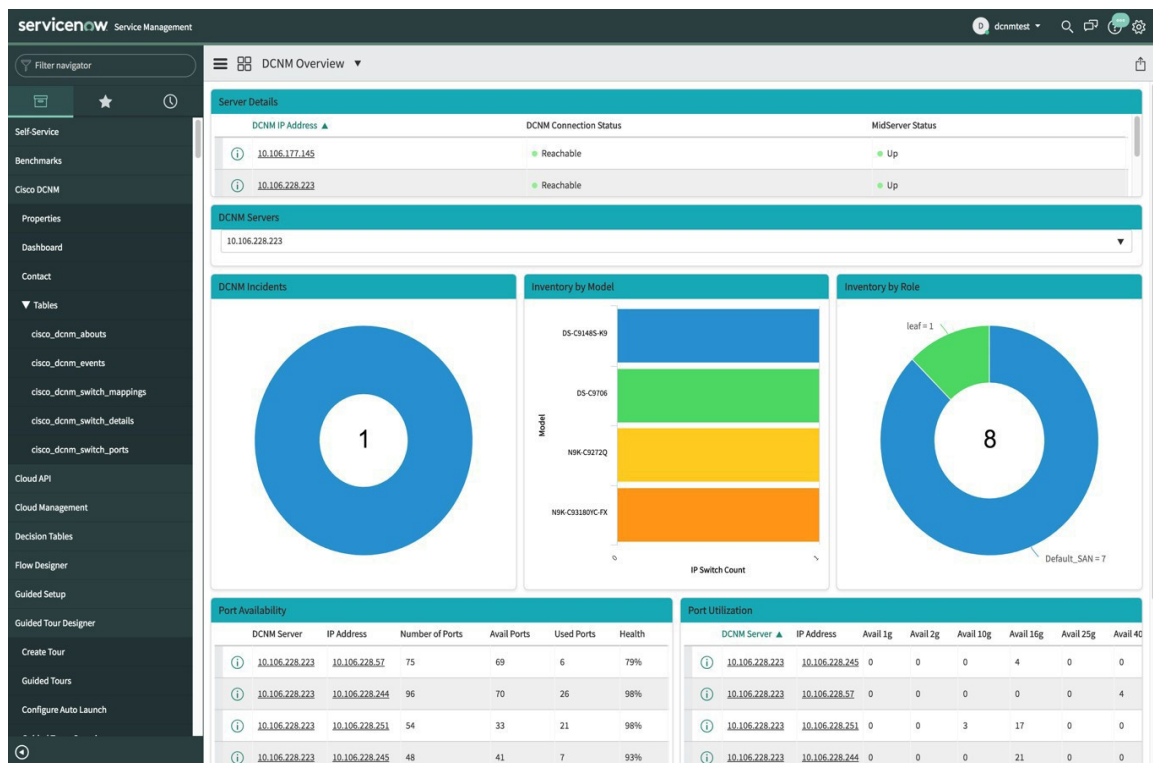 servicenow Service Management
D dcnmtest
Filter navigator
Self-Service
Benchmarks
Cisco DCNM
Properties
Dashboard
Contact
Tables
cisco_dcnm_abouts
cisco_dcnm_events
cisco_dcnm_switch_mappings
cisco_dcnm_switch_details
cisco_dcnm_switch_ports
Cloud API
Cloud Management
Decision Tables
Flow Designer
Guided Setup
Guided Tour Designer
Create Tour
Guided Tours
Configure Auto Launch
DCNM Overview
Server Details
DCNM IP Address DCNM Connection Status MidServer Status
10.106.177.145 Reachable Up
10.106.228.223 Reachable Up
DCNM Servers
10.106.228.223
DCNM Incidents
1
Inventory by Model
Model
DS-C9148S-K9
DS-C9706
N9K-C9272Q
N9K-C93180YC-FX
0 1
IP Switch Count
Inventory by Role
leaf = 1
8
Default_SAN = 7
Port Availability
DCNM Server IP Address Number of Ports Avail Ports Used Ports Health
10.106.228.223 10.106.228.57 75 69 6 79%
10.106.228.223 10.106.228.244 96 70 26 98%
10.106.228.223 10.106.228.251 54 33 21 98%
10.106.228.223 10.106.228.245 48 41 7 93%
Port Utilization
DCNM Server IP Address Avail 1g Avail 2g Avail 10g Avail 16g Avail 25g Avail 40
10.106.228.223 10.106.228.245 0 0 0 4 0 0
10.106.228.223 10.106.228.57 0 0 0 0 0 4
10.106.228.223 10.106.228.251 0 0 3 17 0 0
10.106.228.223 10.106.228.244 0 0 0 21 0 0